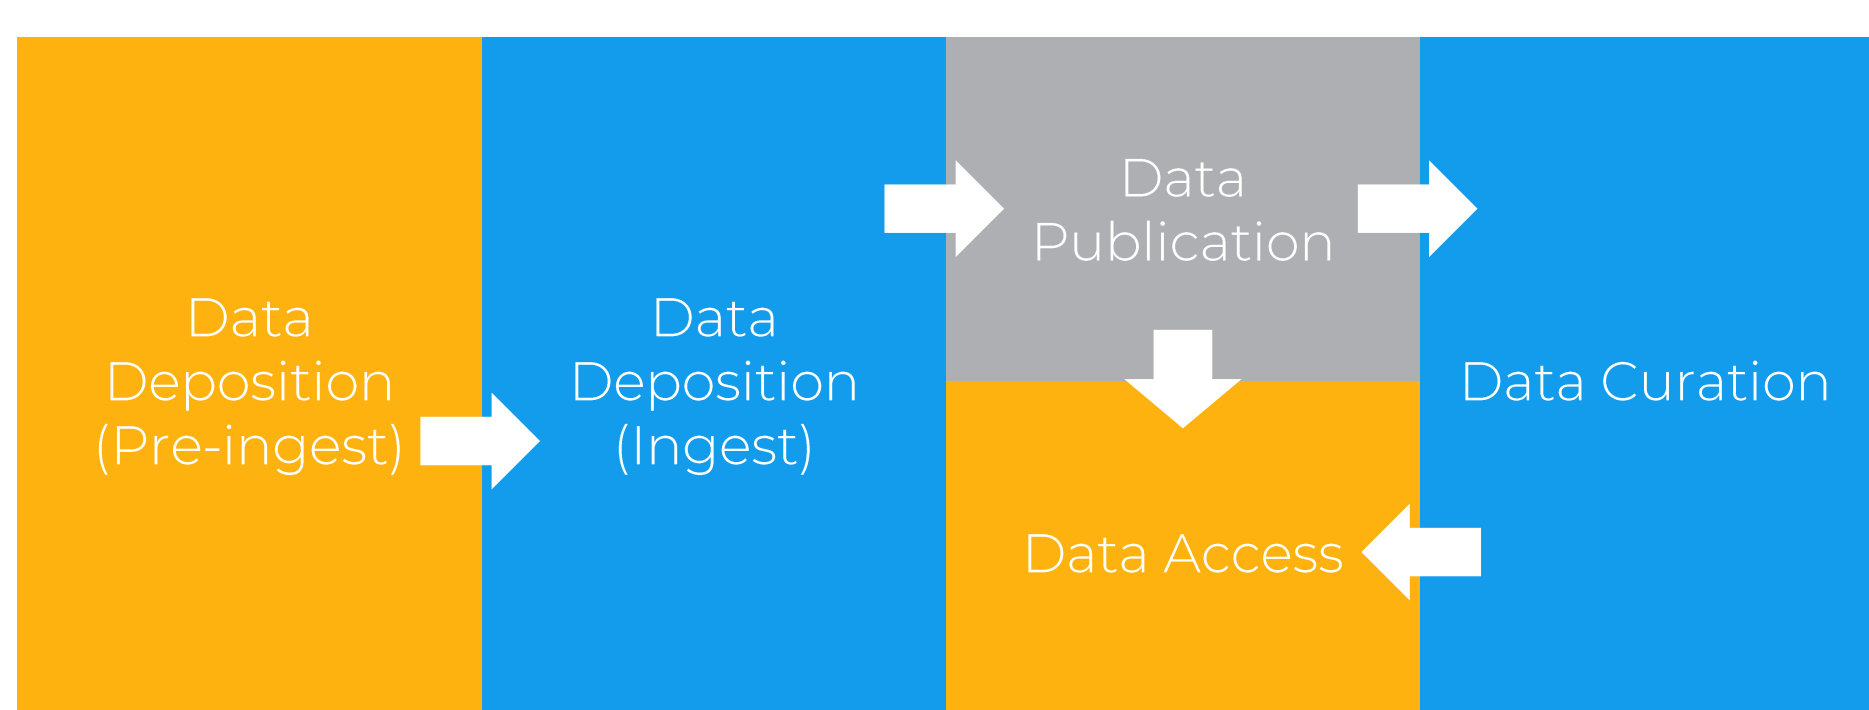 Data
Deposition
(Pre-ingest)
Data
Deposition
(Ingest)
Data
Publication
Data Access
Data Curation